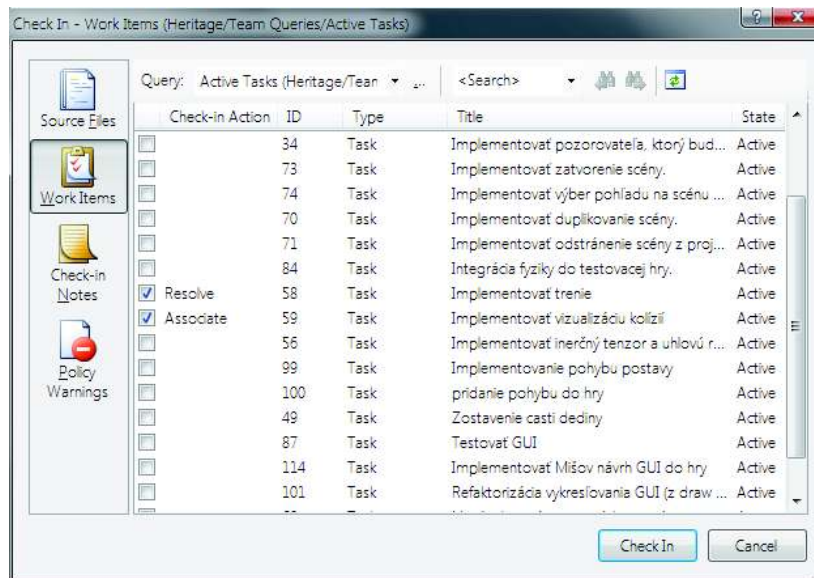 Check In - Work Items (Heritage/Team Queries/Active Tasks)
Query: Active Tasks (Heritage/Tear ... <Search>
Source Files
Work Items
Check-in Notes
Policy Warnings
Check-in Action ID Type Title State
34 Task Implementovať pozorovateľa, ktorý bud... Active
73 Task Implementovať zatvorenie scény. Active
74 Task Implementovať výber pohľadu na scénu ... Active
70 Task Implementovať duplikovanie scény. Active
71 Task Implementovať odstránenie scény z proj... Active
84 Task Integrácia fyziky do testovacej hry. Active
Resolve 58 Task Implementovať trenie Active
Associate 59 Task Implementovať vizualizáciu kolízií Active
56 Task Implementovať inerčný tenzor a uhlovú r... Active
99 Task Implementovanie pohybu postavy Active
100 Task pridanie pohybu do hry Active
49 Task Zostavenie casti dediny Active
87 Task Testovať GUI Active
114 Task Implementovať Mišov návrh GUI do hry Active
101 Task Refaktorizácia vykresľovania GUI (z draw ... Active
Check In Cancel